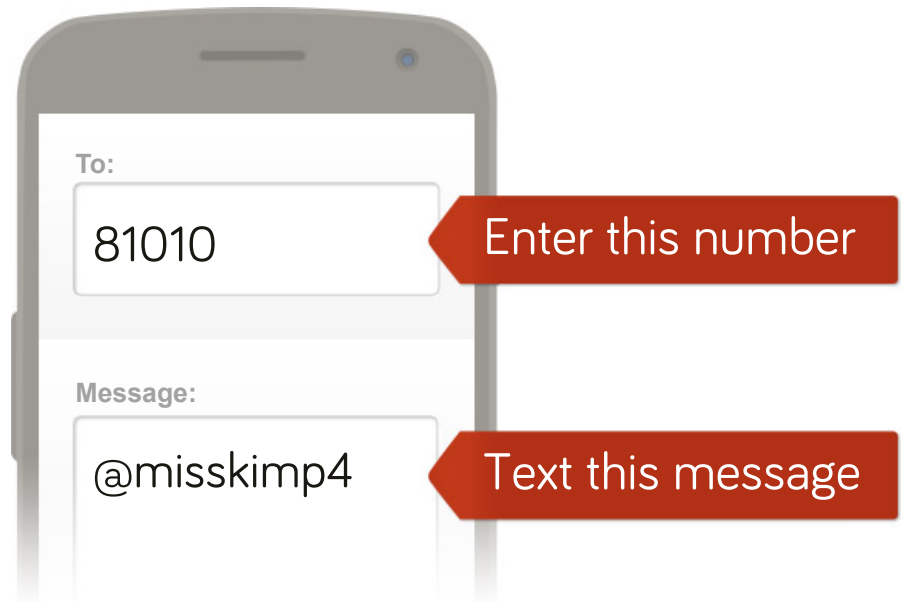 To:
81010
Enter this number
Message:
@misskimp4
Text this message